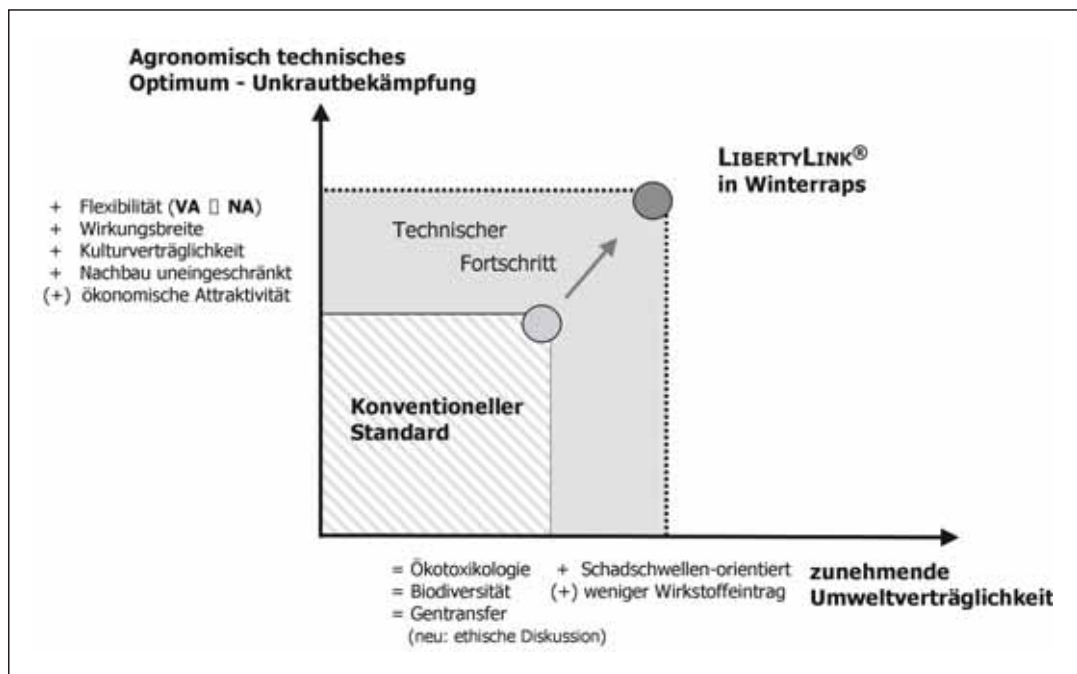 Agronomisch technisches
Optimum - Unkrautbekämpfung
LIBERTYLINK®
in Winterraps
+ Flexibilität (VA ▯ NA)
+ Wirkungsbreite
+ Kulturverträglichkeit
+ Nachbau uneingeschränkt
(+) ökonomische Attraktivität
Technischer
Fortschritt
Konventioneller
Standard
= Ökotoxikologie
= Biodiversität
= Gentransfer
(neu: ethische Diskussion)
+ Schadschwellen-orientiert
(+) weniger Wirkstoffeintrag
zunehmende
Umweltverträglichkeit